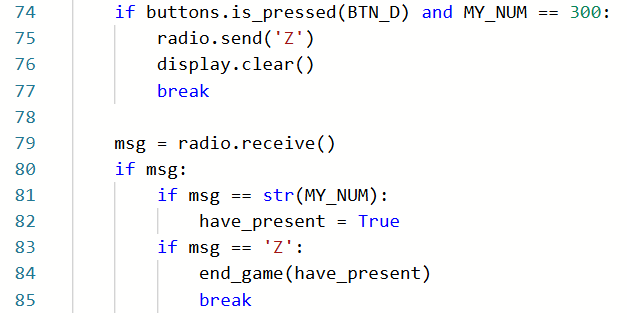 74 if buttons.is_pressed(BTN_D) and MY_NUM == 300:
75 radio.send('Z')
76 display.clear()
77 break
78
79 msg = radio.receive()
80 if msg:
81 if msg == str(MY_NUM):
82 have_present = True
83 if msg == 'Z':
84 end_game(have_present)
85 break